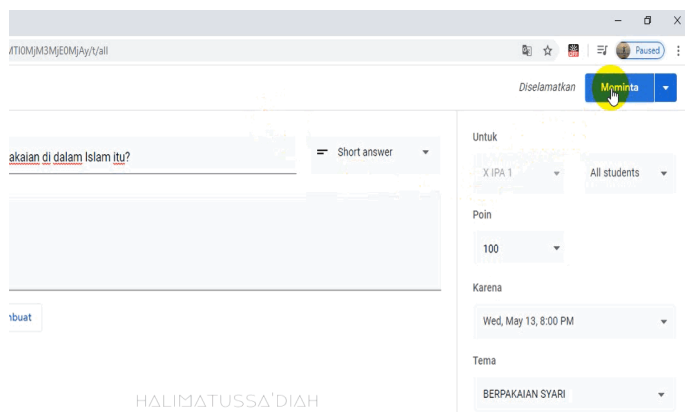 MTI0MjM3MjE0MjAy/t/all
Paused
Diselamatkan
Meminta
akaian di dalam Islam itu?
Short answer
Untuk
X IPA 1
All students
Poin
100
Karena
Wed, May 13, 8:00 PM
nbuat
Tema
BERPAKAIAN SYARI
HALIMATUSSA'DIAH